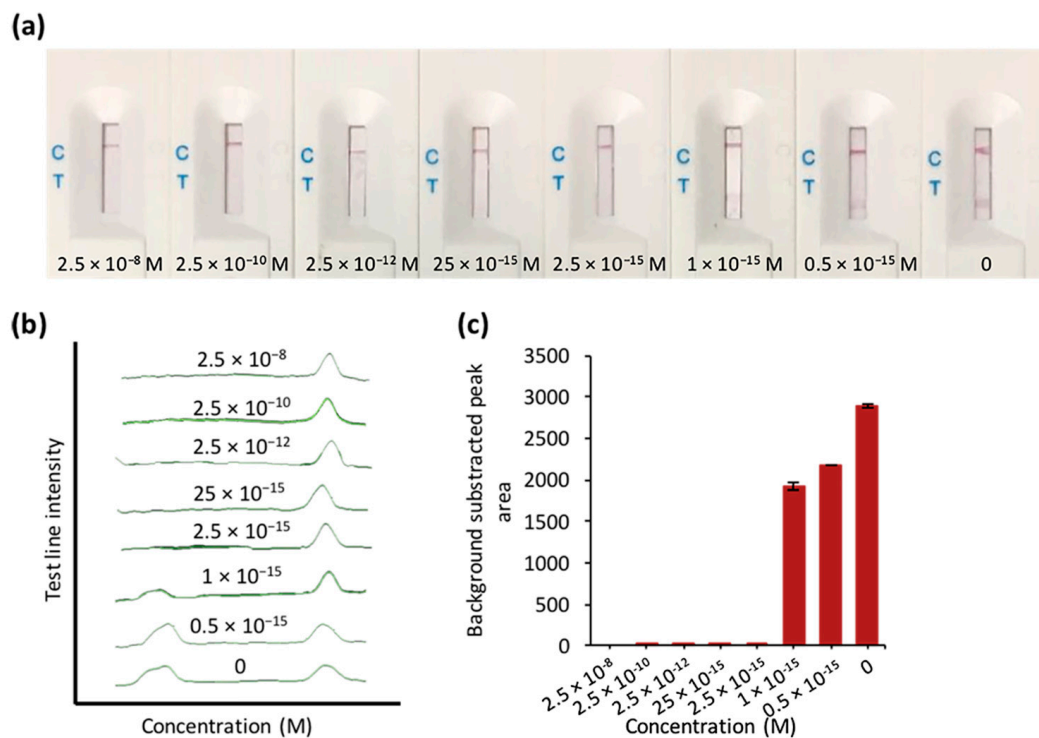 (a)
C C C C C C C C
T T T T T T T T
2.5 × 10⁻⁸ M 2.5 × 10⁻¹⁰ M 2.5 × 10⁻¹² M 25 × 10⁻¹⁵ M 2.5 × 10⁻¹⁵ M 1 × 10⁻¹⁵ M 0.5 × 10⁻¹⁵ M 0
(b)
Test line intensity
2.5 × 10⁻⁸
2.5 × 10⁻¹⁰
2.5 × 10⁻¹²
25 × 10⁻¹⁵
2.5 × 10⁻¹⁵
1 × 10⁻¹⁵
0.5 × 10⁻¹⁵
0
Concentration (M)
(c)
Background substracted peak
area
3500
3000
2500
2000
1500
1000
500
0
2.5 × 10⁻⁸
2.5 × 10⁻¹⁰
2.5 × 10⁻¹²
25 × 10⁻¹⁵
2.5 × 10⁻¹⁵
1 × 10⁻¹⁵
0.5 × 10⁻¹⁵
0
Concentration (M)